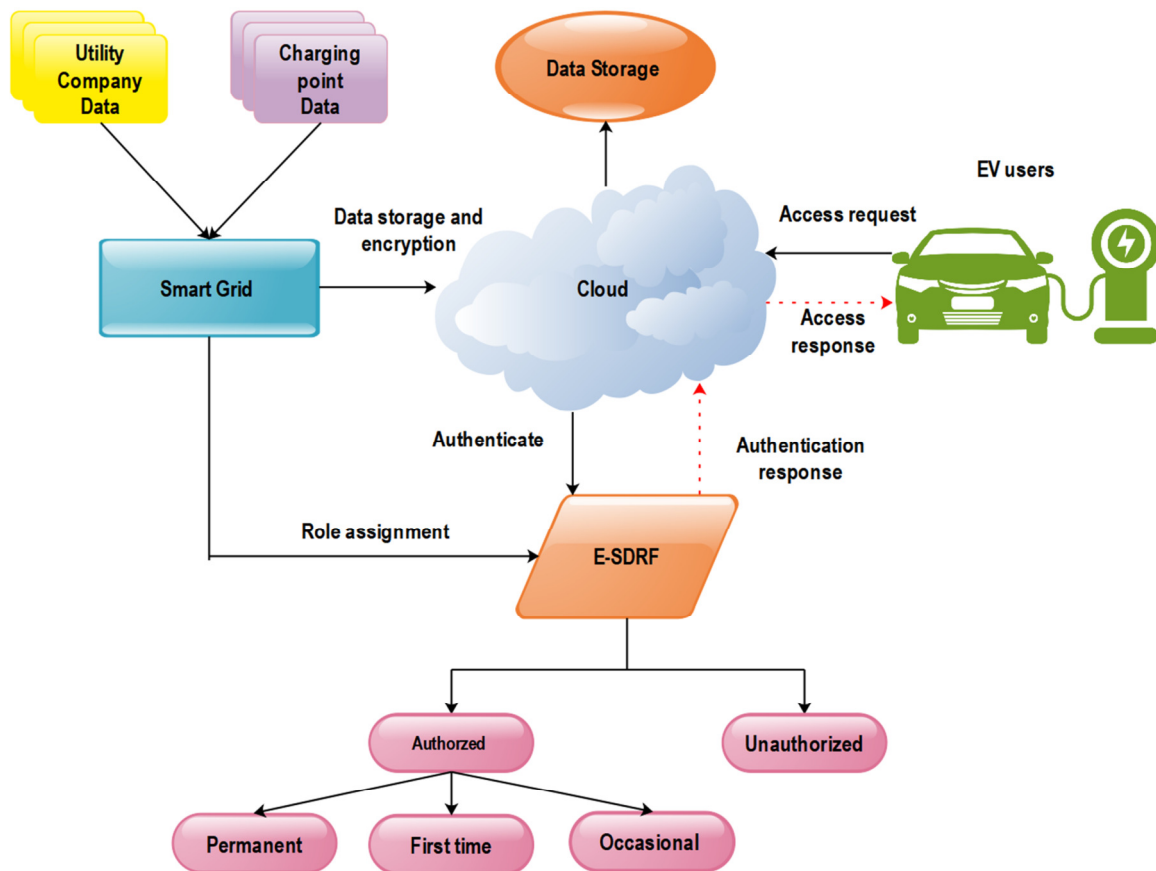 Utility
Company
Data
Charging
point
Data
Data Storage
EV users
Access request
Data storage and
encryption
Smart Grid
Cloud
Access
response
Authenticate
Authentication
response
Role assignment
E-SDRF
Authorzed
Unauthorized
Permanent
First time
Occasional